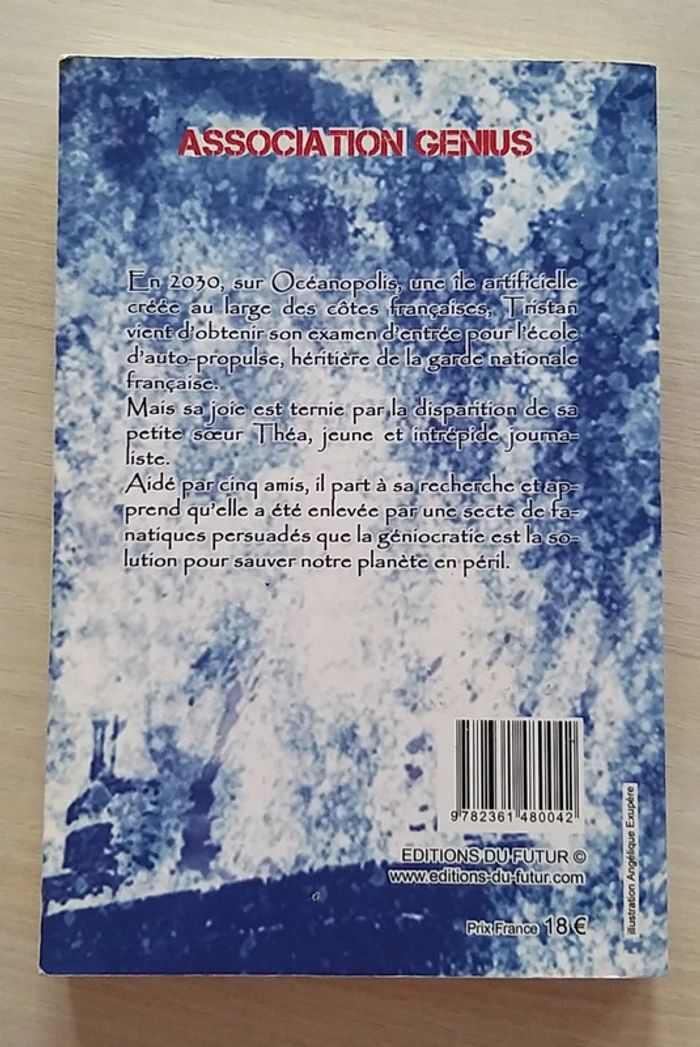 ASSOCIATION GENIUS
En 2030, sur Océanopolis, une île artificielle
créée au large des côtes françaises, Tristan
vient d'obtenir son examen d'entrée pour l'école
d'auto-propulse, héritière de la garde nationale
française.
Mais sa joie est ternie par la disparition de sa
petite sœur Théa, jeune et intrépide journa-
liste.
Aidé par cinq amis, il part à sa recherche et ap-
prend qu'elle a été enlevée par une secte de fa-
natiques persuadés que la géniocratie est la so-
lution pour sauver notre planète en péril.
9 782361 480042
EDITIONS DU FUTUR ©
www.editions-du-futur.com
Prix France 18 €
illustration Angélique Exupère